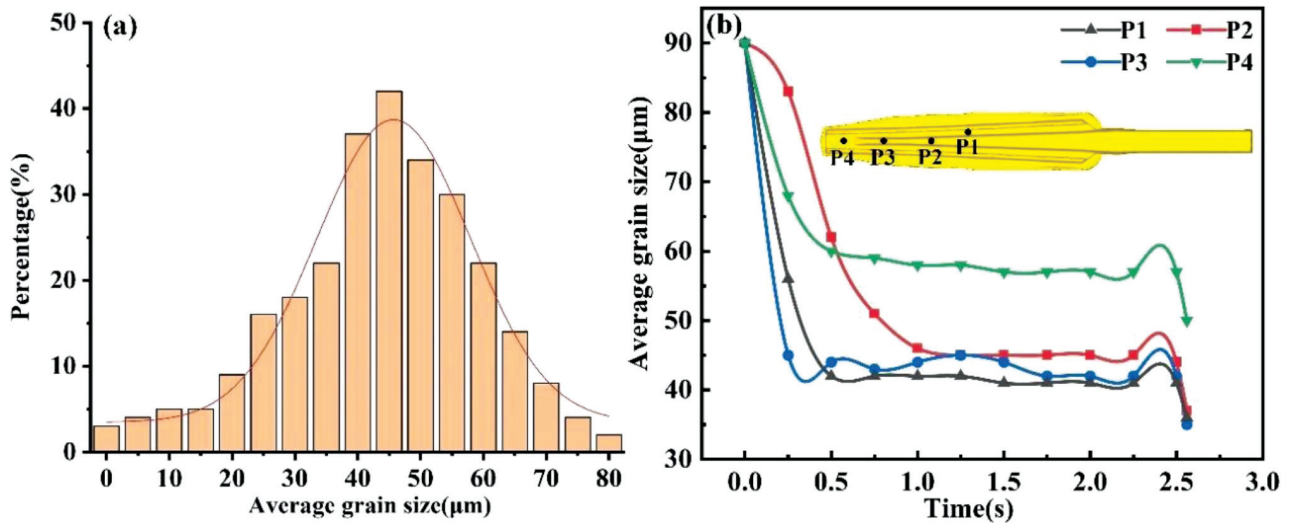 (a)
50
40
30
20
10
0
Percentage(%)
0 10 20 30 40 50 60 70 80
Average grain size(μm)
(b)
P1 P2
P3 P4
90
80
70
60
50
40
30
Average grain size(μm)
P4 P3 P2 P1
0.0 0.5 1.0 1.5 2.0 2.5 3.0
Time(s)